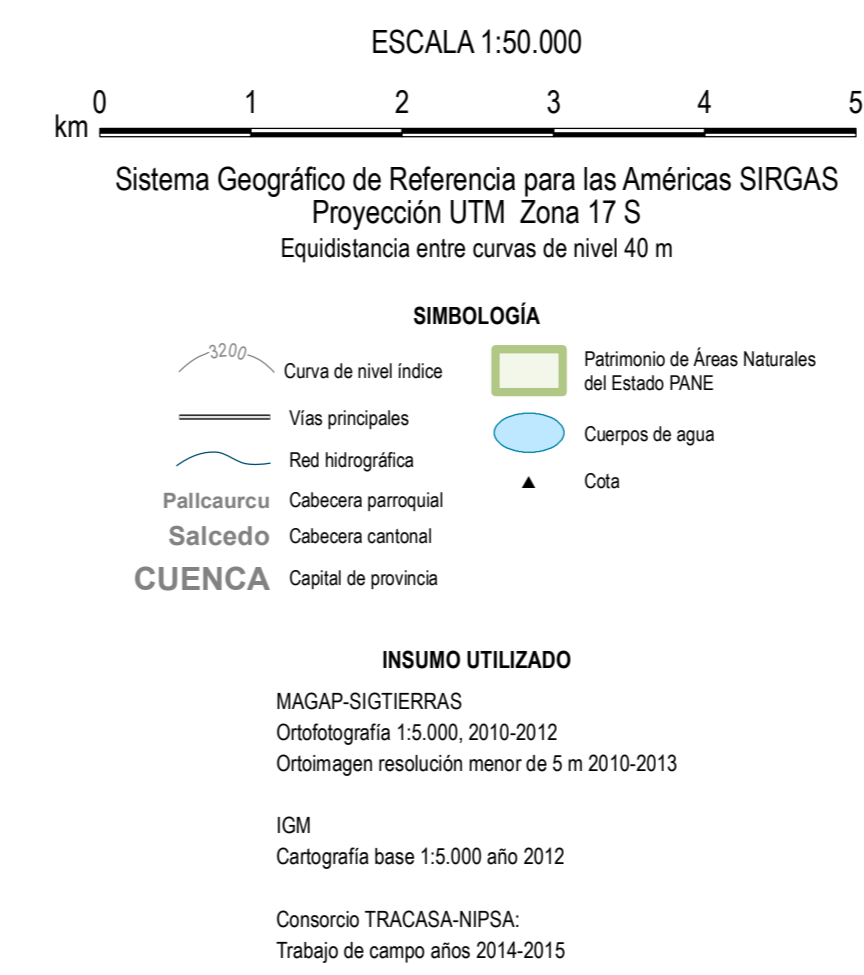 ESCALA 1:50.000
0 1 2 3 4 5
km
Sistema Geográfico de Referencia para las Américas SIRGAS
Proyección UTM Zona 17 S
Equidistancia entre curvas de nivel 40 m
SIMBOLOGÍA
3200 Curva de nivel índice
Vías principales
Red hidrográfica
Pallcaurcu Cabecera parroquial
Salcedo Cabecera cantonal
CUENCA Capital de provincia
Patrimonio de Áreas Naturales
del Estado PANE
Cuerpos de agua
Cota
INSUMO UTILIZADO
MAGAP-SIGTIERRAS
Ortofotografía 1:5.000, 2010-2012
Ortoimagen resolución menor de 5 m 2010-2013
IGM
Cartografía base 1:5.000 año 2012
Consorcio TRACASA-NIPSA:
Trabajo de campo años 2014-2015